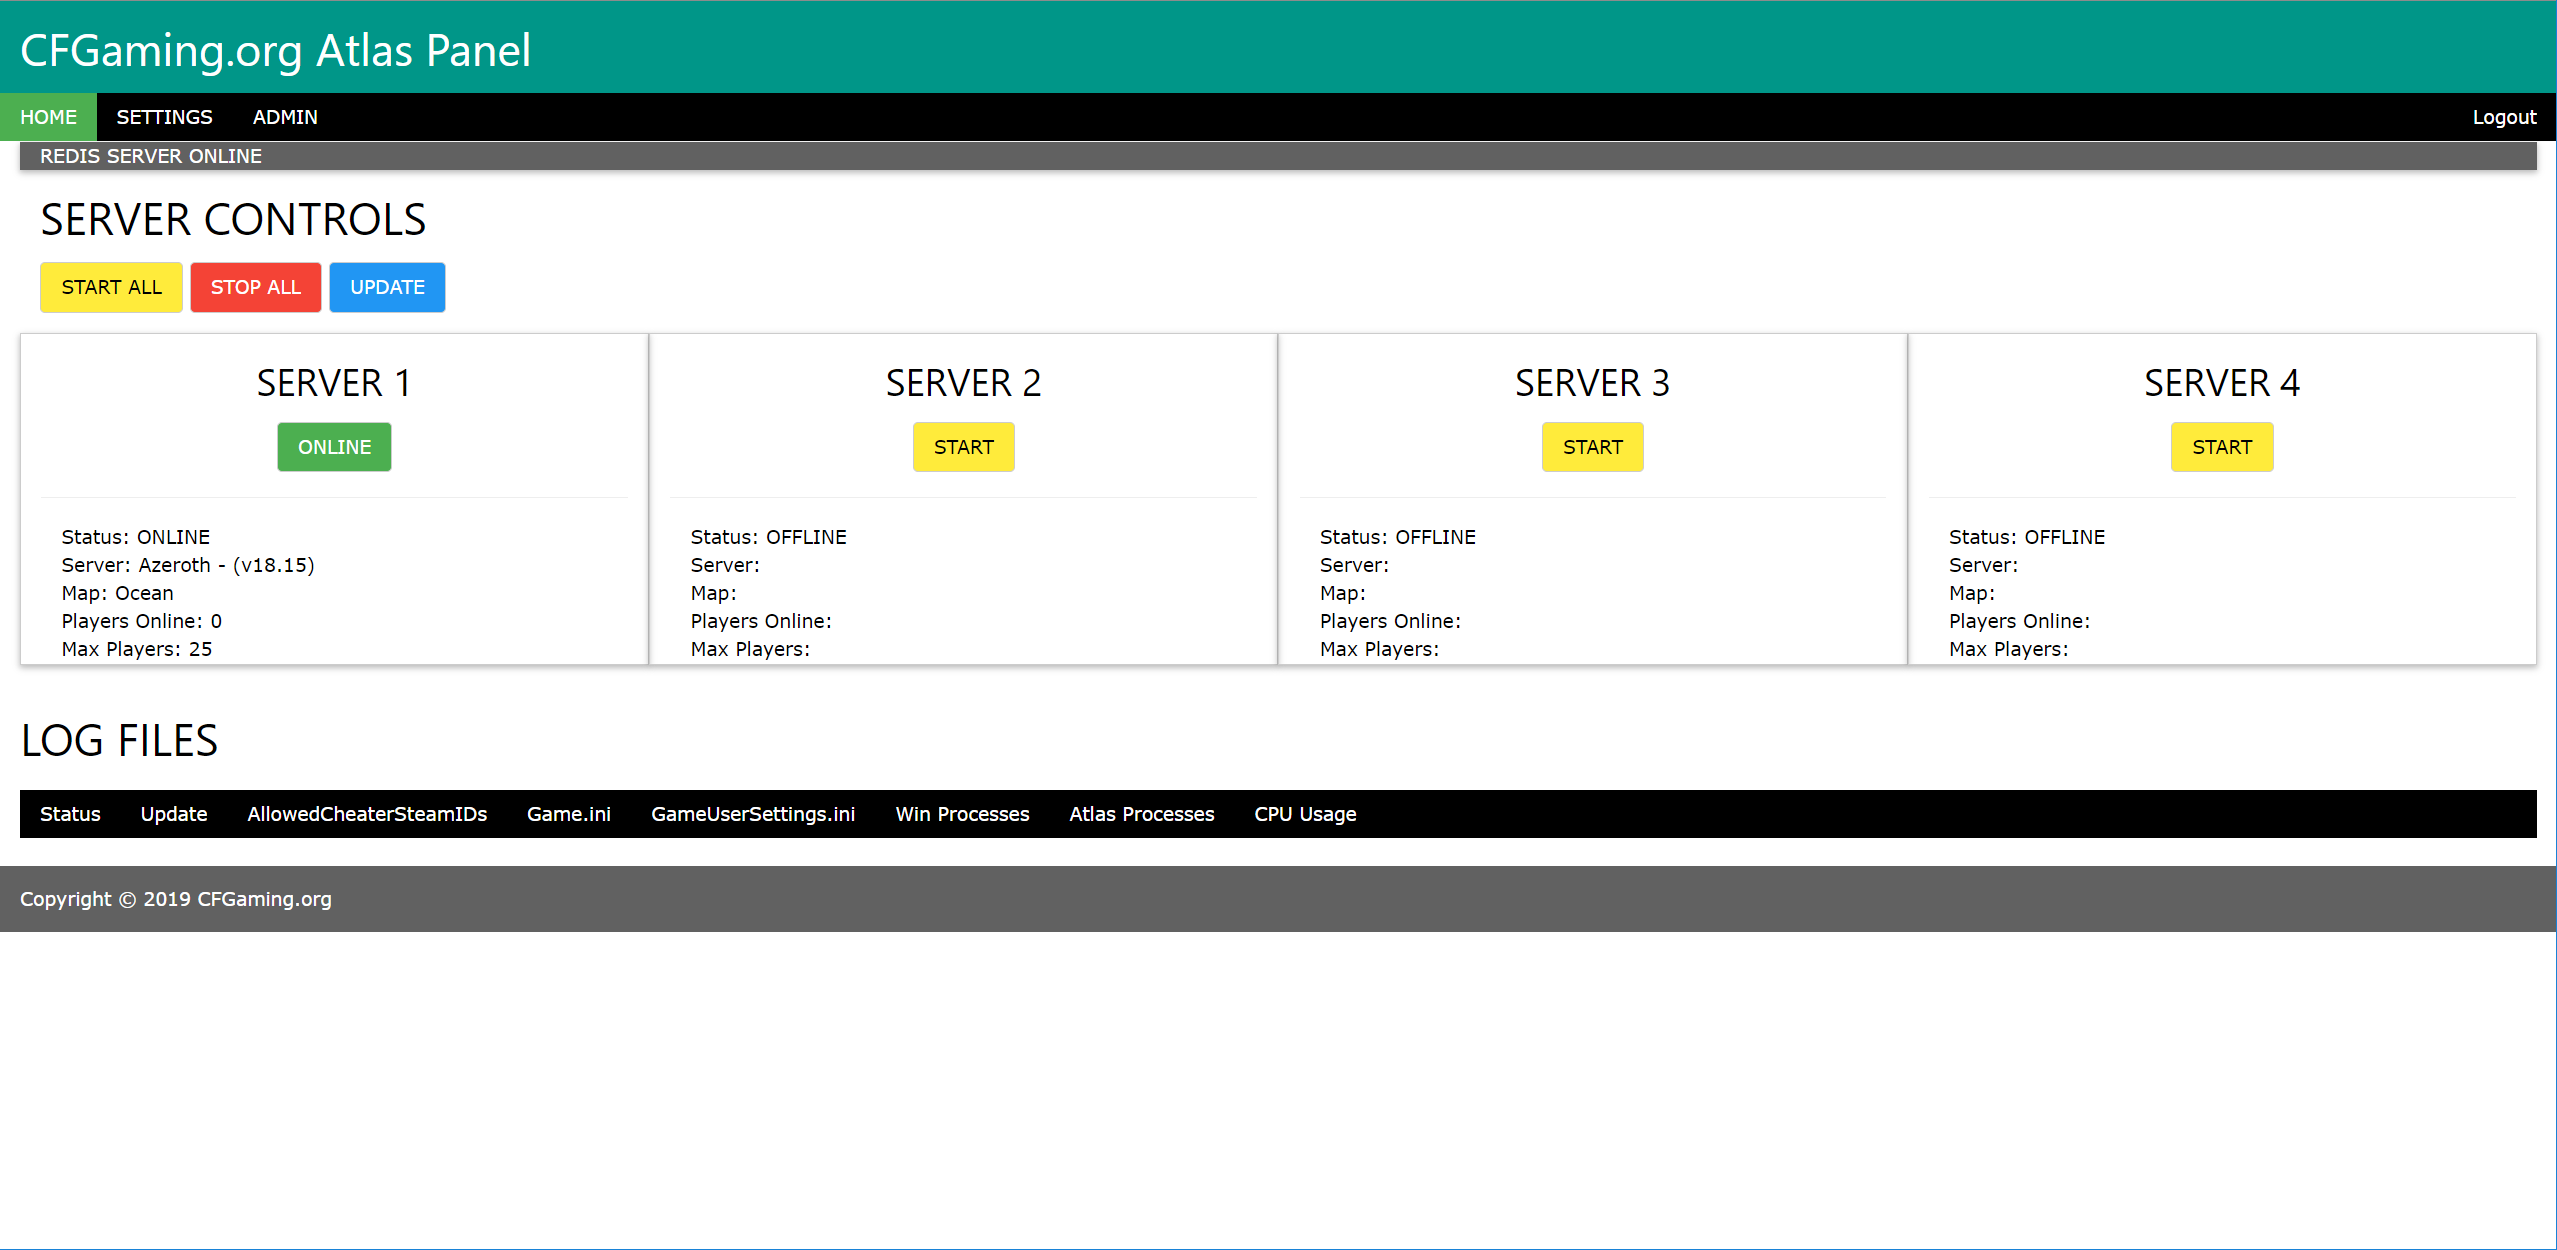 CFGaming.org Atlas Panel
HOME SETTINGS ADMIN Logout
REDIS SERVER ONLINE
SERVER CONTROLS
START ALL STOP ALL UPDATE
SERVER 1
ONLINE
Status: ONLINE
Server: Azeroth - (v18.15)
Map: Ocean
Players Online: 0
Max Players: 25
SERVER 2
START
Status: OFFLINE
Server:
Map:
Players Online:
Max Players:
SERVER 3
START
Status: OFFLINE
Server:
Map:
Players Online:
Max Players:
SERVER 4
START
Status: OFFLINE
Server:
Map:
Players Online:
Max Players:
LOG FILES
Status Update AllowedCheaterSteamIDs Game.ini GameUserSettings.ini Win Processes Atlas Processes CPU Usage
Copyright © 2019 CFGaming.org